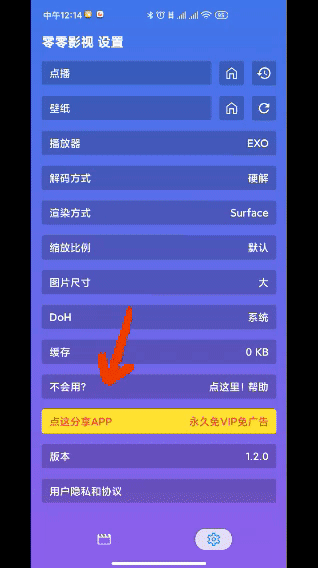 中午12:14
65
零零影视 设置
点播
壁纸
播放器 EXO
解码方式 硬解
渲染方式 Surface
缩放比例 默认
图片尺寸 大
DoH 系统
缓存 0 KB
不会用? 点这里!帮助
点这分享APP 永久免VIP免广告
版本 1.2.0
用户隐私和协议